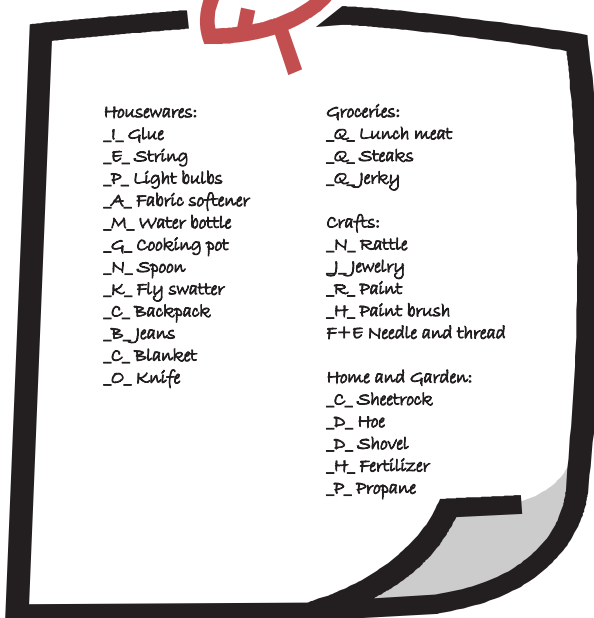 Housewares:
_I_ Glue
_E_ String
_P_ Light bulbs
_A_ Fabric softener
_M_ Water bottle
_G_ Cooking pot
_N_ Spoon
_K_ Fly swatter
_C_ Backpack
_B_ Jeans
_C_ Blanket
_O_ Knife
Groceries:
_Q_ Lunch meat
_Q_ Steaks
_Q_ Jerky
Crafts:
_N_ Rattle
_J_ Jewelry
_R_ Paint
_H_ Paint brush
F+E Needle and thread
Home and Garden:
_C_ Sheetrock
_D_ Hoe
_D_ Shovel
_H_ Fertilizer
_P_ Propane